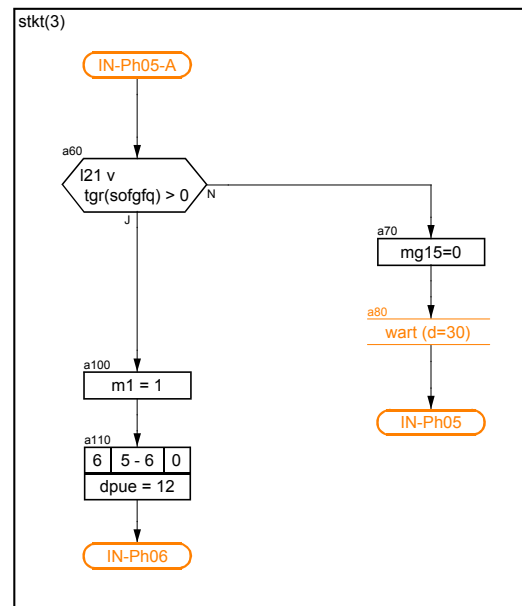 stkt(3)
IN-Ph05-A
a60
l21 v
tgr(sofgfq) > 0
N
J
a70
mg15=0
a80
wart (d=30)
a100
m1 = 1
IN-Ph05
a110
6 5 - 6 0
dpue = 12
IN-Ph06